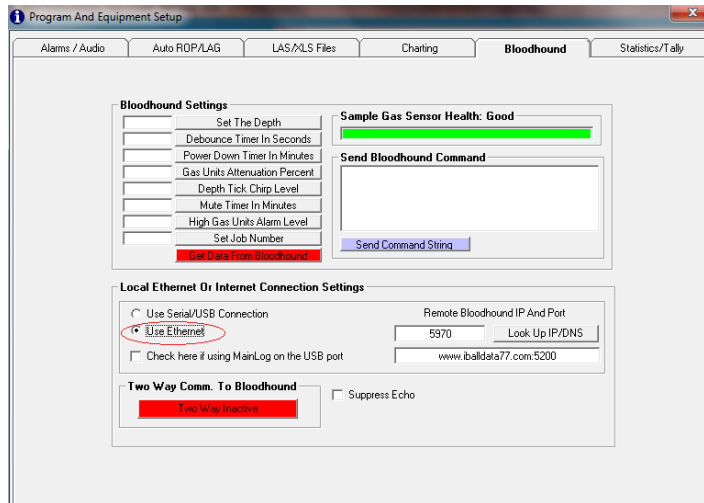 Program And Equipment Setup
Alarms / Audio
Auto ROP/LAG
LAS/XLS Files
Charting
Bloodhound
Statistics/Tally
Bloodhound Settings
Set The Depth
Debounce Timer In Seconds
Power Down Timer In Minutes
Gas Units Attenuation Percent
Depth Tick Chirp Level
Mute Timer In Minutes
High Gas Units Alarm Level
Set Job Number
Get Data From Bloodhound
Sample Gas Sensor Health: Good
Send Bloodhound Command
Send Command String
Local Ethernet Or Internet Connection Settings
Use Serial/USB Connection
Use Ethernet
Check here if using MainLog on the USB port
Remote Bloodhound IP And Port
5970
Look Up IP/DNS
www.iballdata77.com:5200
Two Way Comm. To Bloodhound
Two Way Inactive
Suppress Echo